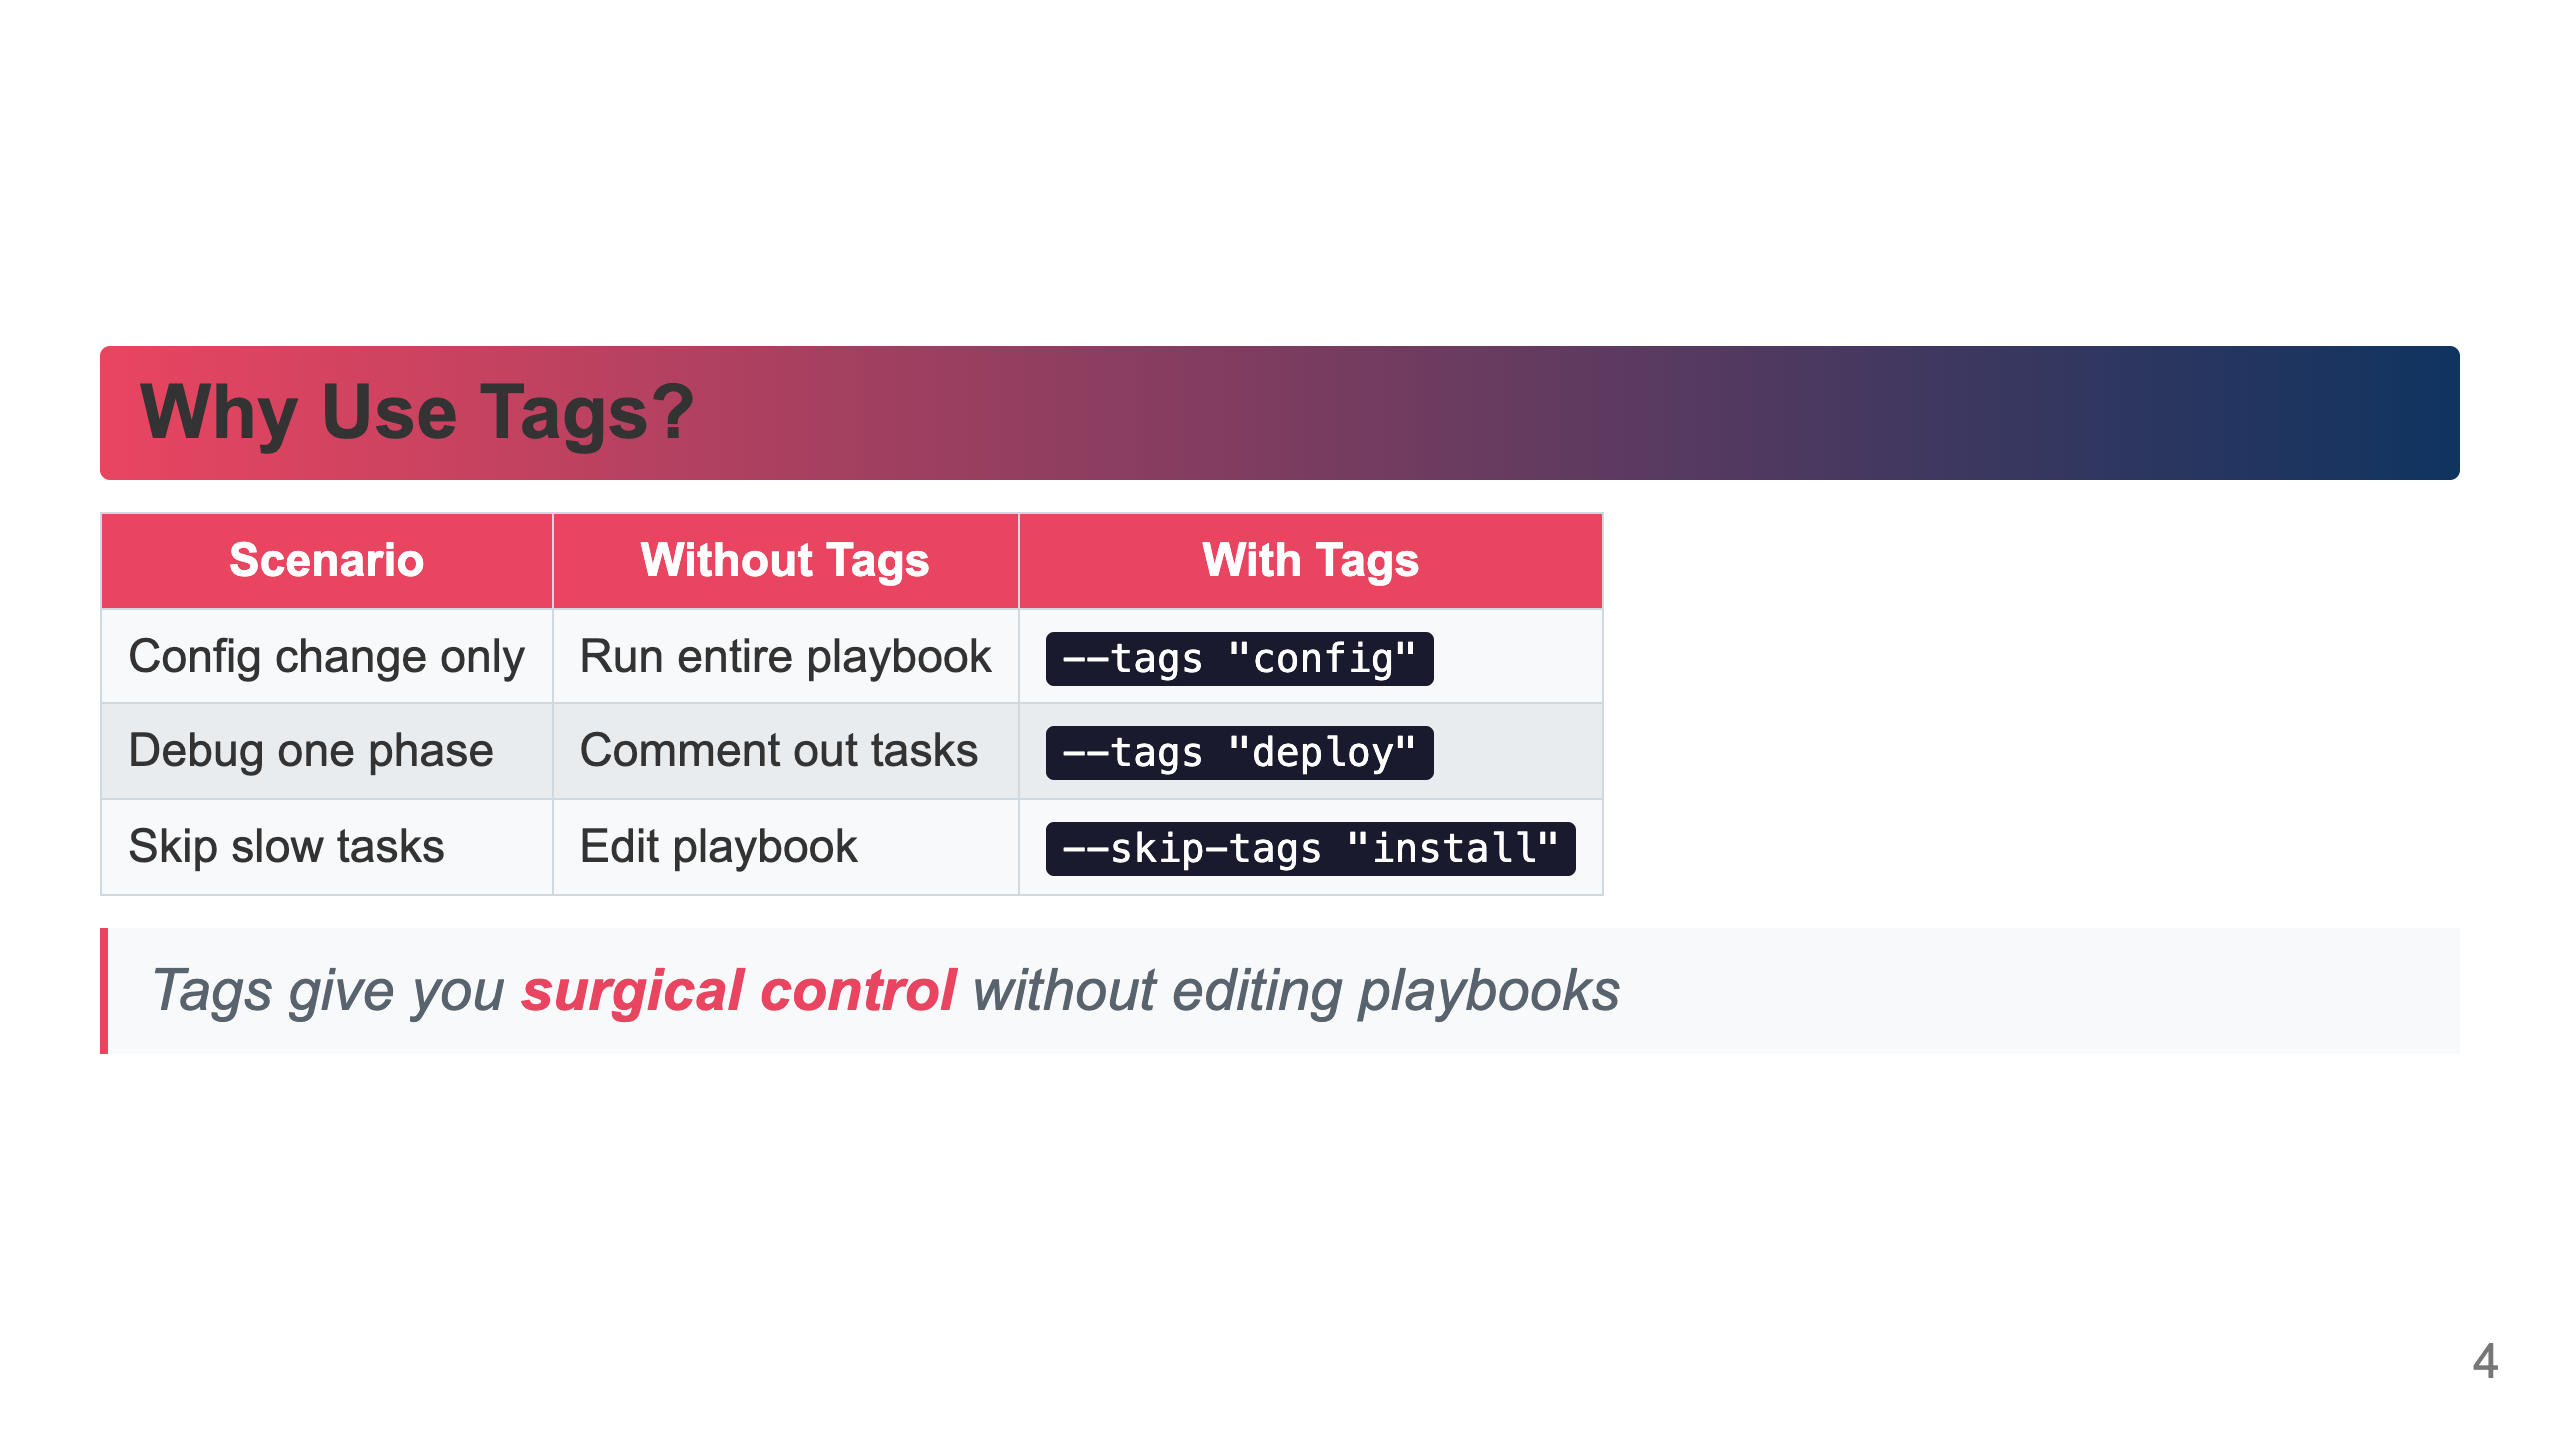 Why Use Tags?
Scenario Without Tags With Tags
Config change only Run entire playbook --tags "config"
Debug one phase Comment out tasks --tags "deploy"
Skip slow tasks Edit playbook --skip-tags "install"
Tags give you surgical control without editing playbooks
4